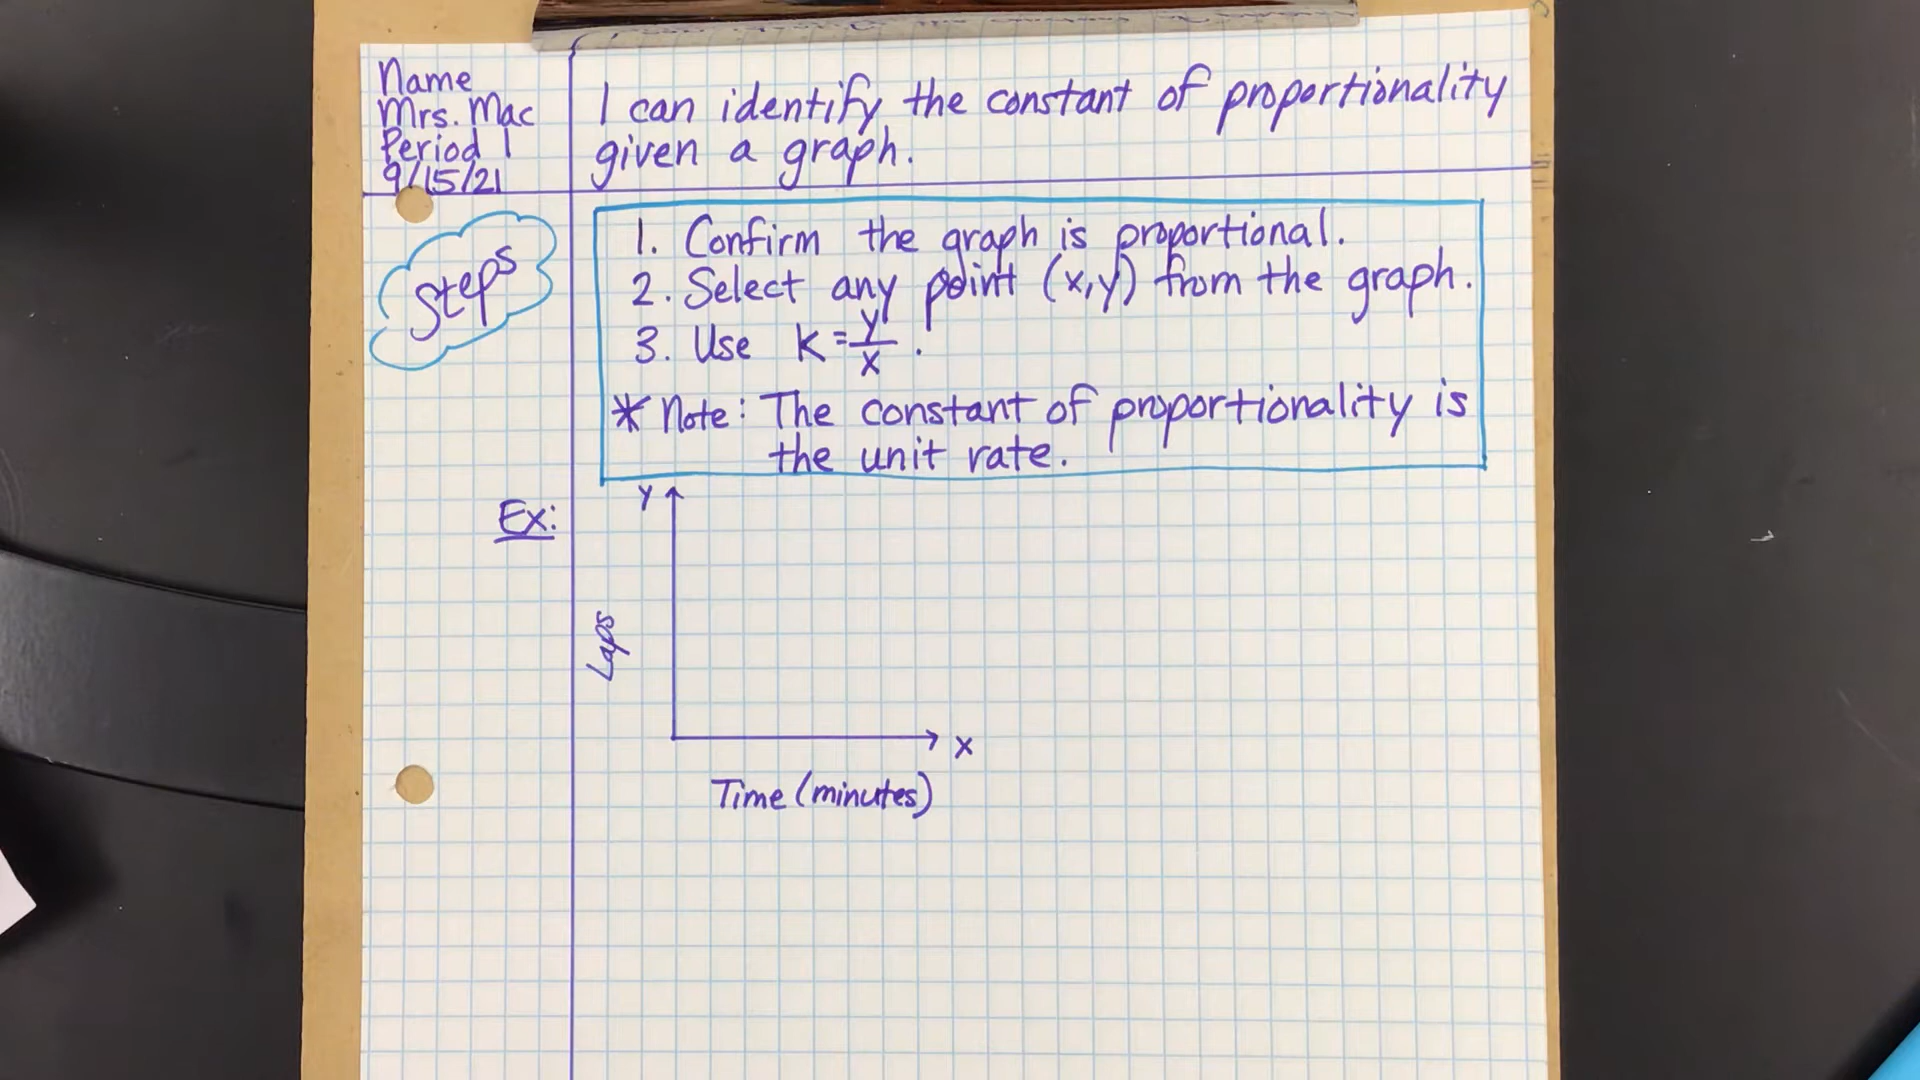 Name
Mrs. Mac
Period 1
9/15/21
I can identify the constant of proportionality
given a graph.
Steps
1. Confirm the graph is proportional.
2. Select any point (x,y) from the graph.
3. Use k=y/x.
* Note: The constant of proportionality is
the unit rate.
Ex:
y
Laps
x
Time (minutes)